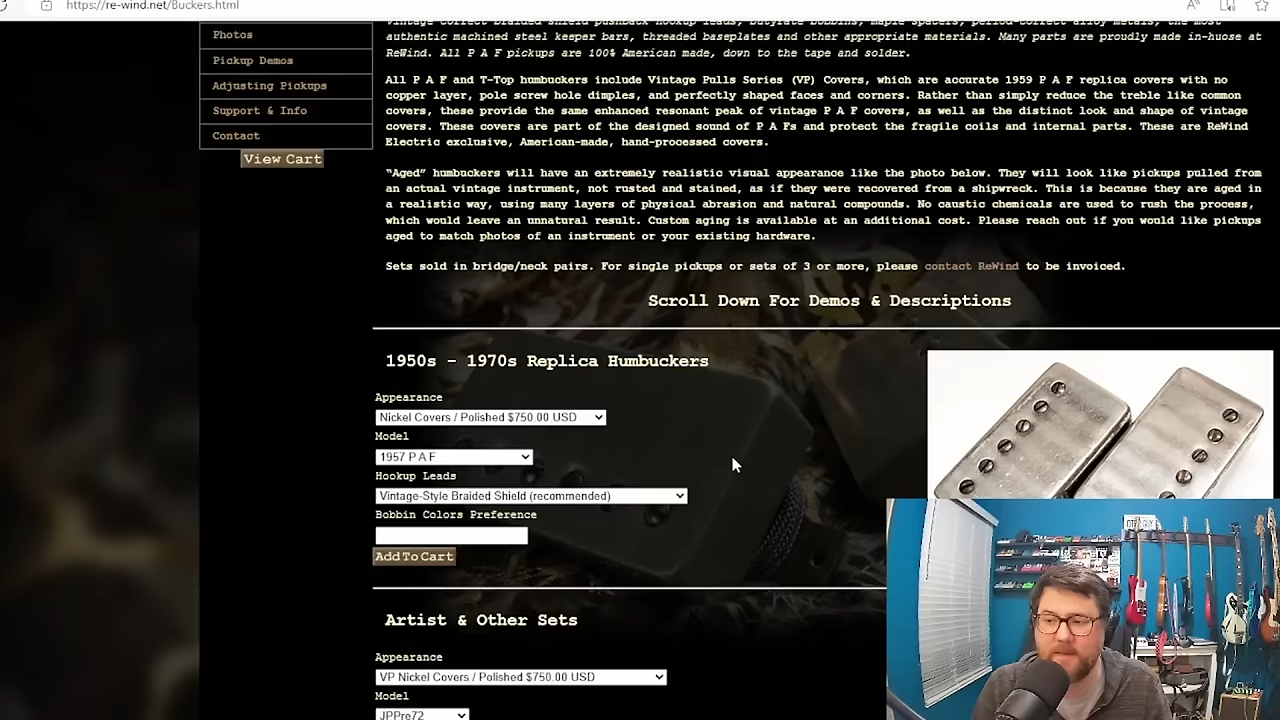 https://re-wind.net/Buckers.html
Photos
Pickup Demos
Adjusting Pickups
Support & Info
Contact
View Cart
vintage correct braided shield pushback hookup leads, butyrate bobbins, maple spacers, period-correct alloy metals, the most
authentic machined steel keeper bars, threaded baseplates and other appropriate materials. Many parts are proudly made in-huose at
ReWind. All P A F pickups are 100% American made, down to the tape and solder.
All P A F and T-Top humbuckers include Vintage Pulls Series (VP) Covers, which are accurate 1959 P A F replica covers with no
copper layer, pole screw hole dimples, and perfectly shaped faces and corners. Rather than simply reduce the treble like common
covers, these provide the same enhanced resonant peak of vintage P A F covers, as well as the distinct look and shape of vintage
covers. These covers are part of the designed sound of P A Fs and protect the fragile coils and internal parts. These are ReWind
Electric exclusive, American-made, hand-processed covers.
"Aged" humbuckers will have an extremely realistic visual appearance like the photo below. They will look like pickups pulled from
an actual vintage instrument, not rusted and stained, as if they were recovered from a shipwreck. This is because they are aged in
a realistic way, using many layers of physical abrasion and natural compounds. No caustic chemicals are used to rush the process,
which would leave an unnatural result. Custom aging is available at an additional cost. Please reach out if you would like pickups
aged to match photos of an instrument or your existing hardware.
Sets sold in bridge/neck pairs. For single pickups or sets of 3 or more, please contact ReWind to be invoiced.
Scroll Down For Demos & Descriptions
1950s - 1970s Replica Humbuckers
Appearance
Nickel Covers / Polished $750.00 USD
Model
1957 P A F
Hookup Leads
Vintage-Style Braided Shield (recommended)
Bobbin Colors Preference
Add To Cart
Artist & Other Sets
Appearance
VP Nickel Covers / Polished $750.00 USD
Model
JPPre72